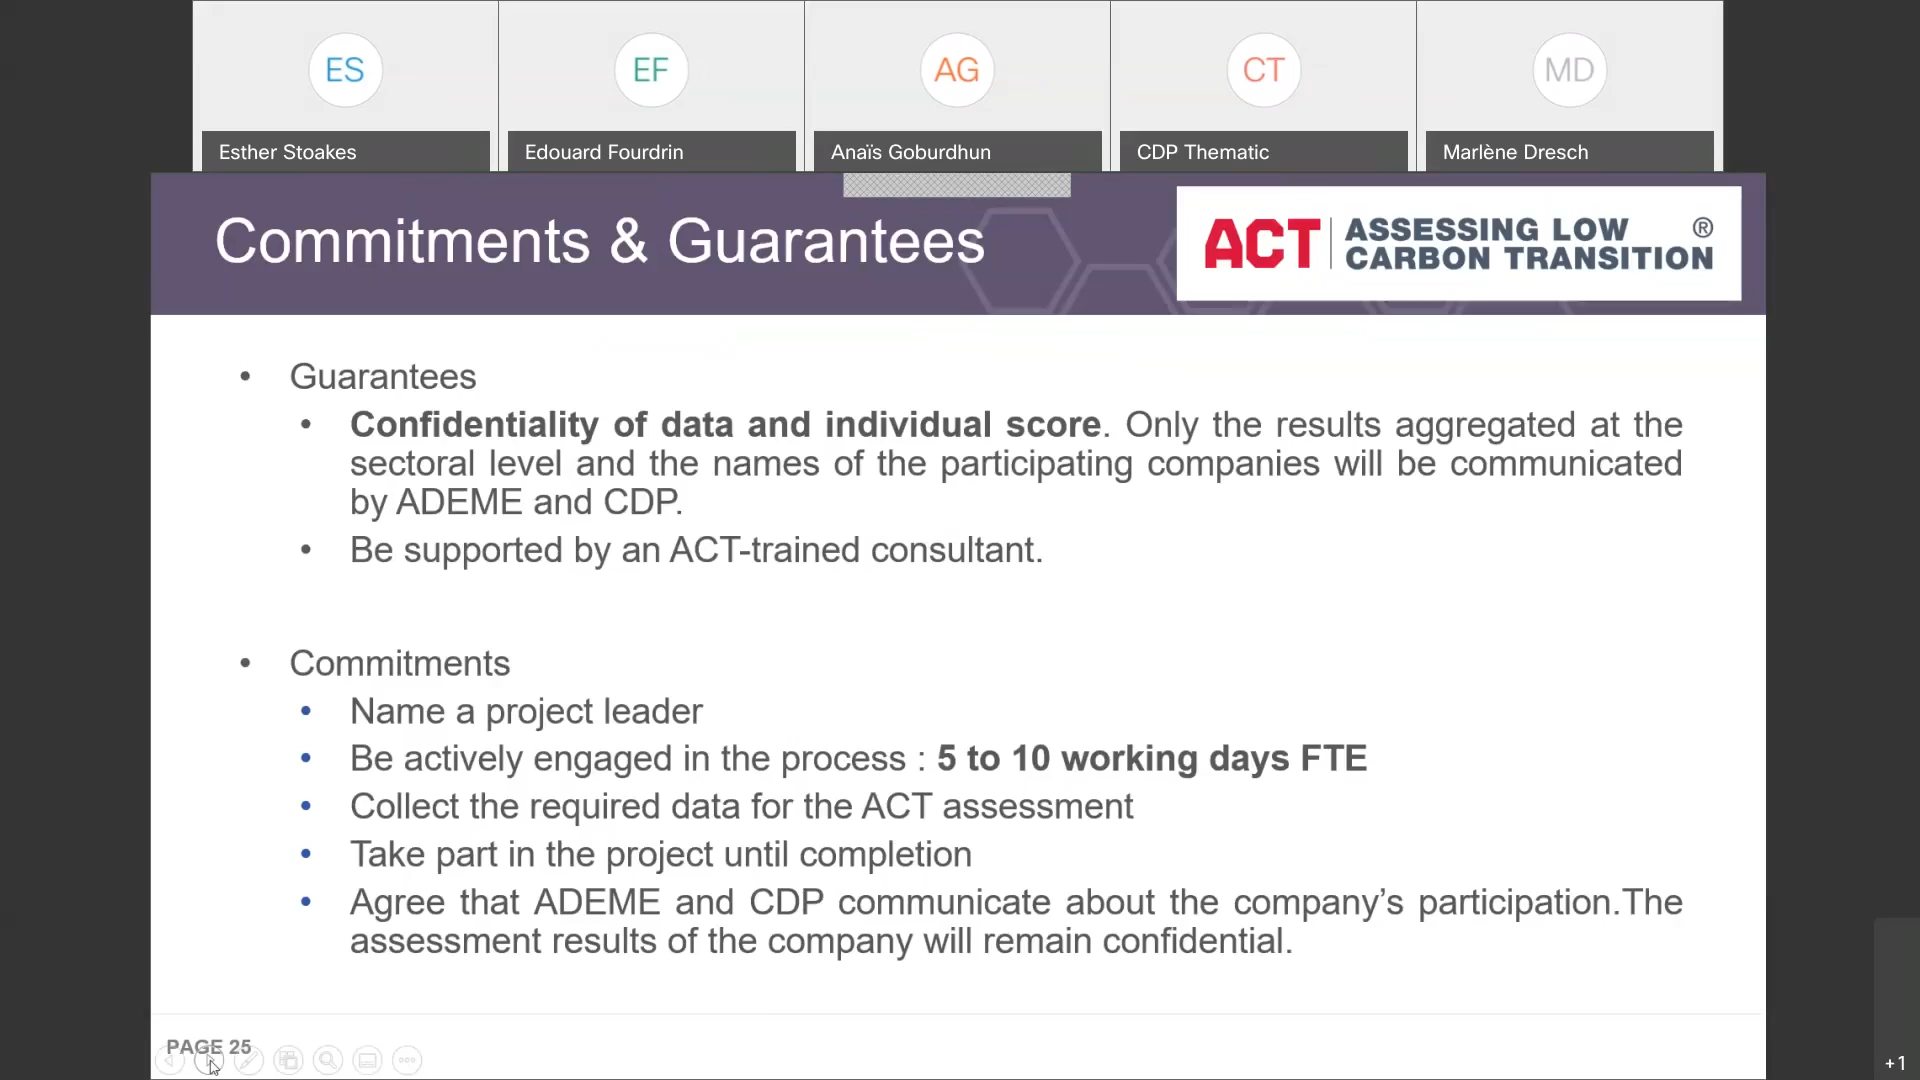 ES
EF
AG
CT
MD
Esther Stoakes
Edouard Fourdrin
Anaïs Goburdhun
CDP Thematic
Marlène Dresch
Commitments & Guarantees
ACT
ASSESSING LOW ®
CARBON TRANSITION
• Guarantees
• Confidentiality of data and individual score. Only the results aggregated at the
sectoral level and the names of the participating companies will be communicated
by ADEME and CDP.
• Be supported by an ACT-trained consultant.
• Commitments
• Name a project leader
• Be actively engaged in the process : 5 to 10 working days FTE
• Collect the required data for the ACT assessment
• Take part in the project until completion
• Agree that ADEME and CDP communicate about the company’s participation.The
assessment results of the company will remain confidential.
PAGE 25
+1